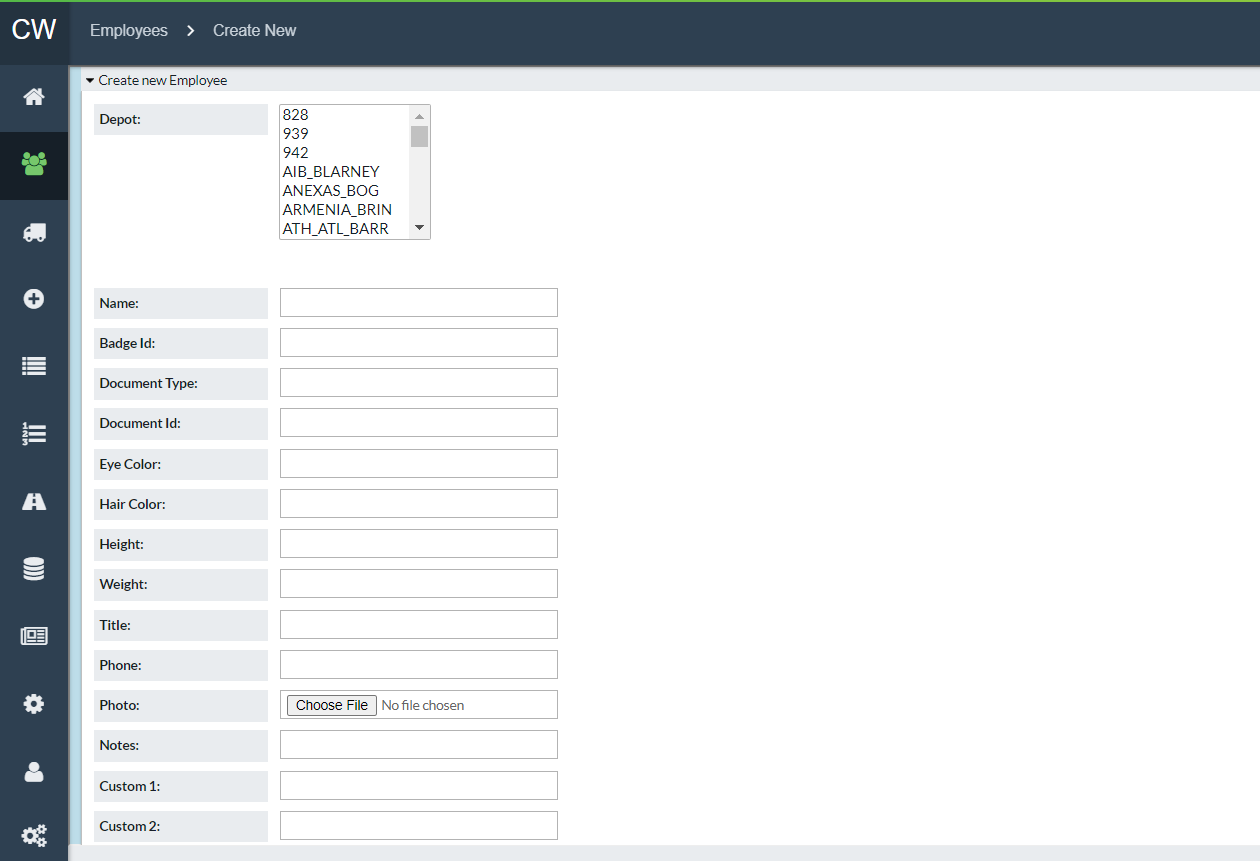 CW
Employees
Create New
Create new Employee
Depot:
828
939
942
AIB_BLARNEY
ANEXAS_BOG
ARMENIA_BRIN
ATH_ATL_BARR
Name:
Badge Id:
Document Type:
Document Id:
Eye Color:
Hair Color:
Height:
Weight:
Title:
Phone:
Photo: Choose File No file chosen
Notes:
Custom 1:
Custom 2: